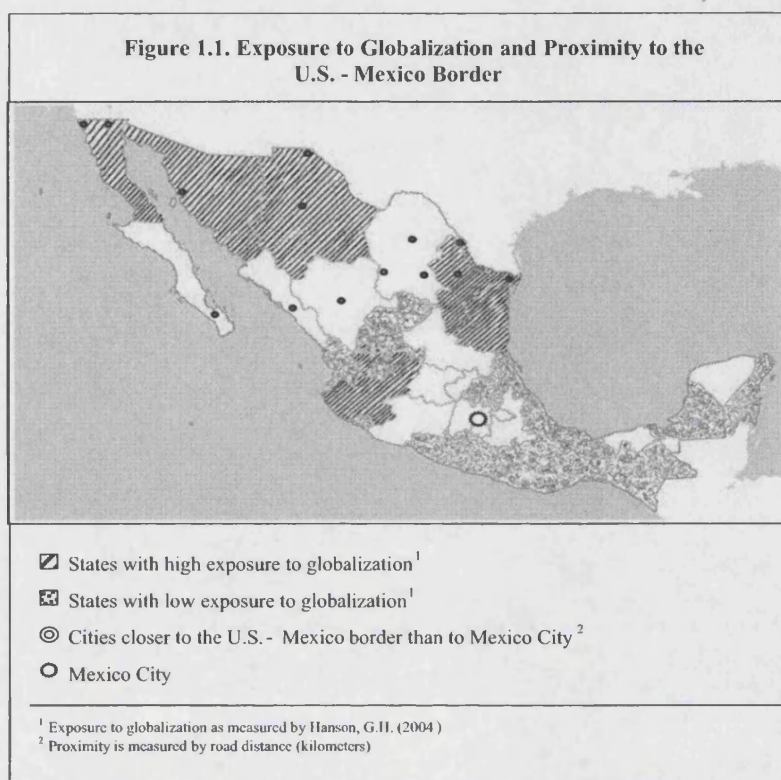 Figure 1.1. Exposure to Globalization and Proximity to the
U.S. - Mexico Border
States with high exposure to globalization¹
States with low exposure to globalization¹
Cities closer to the U.S. - Mexico border than to Mexico City ²
Mexico City
¹ Exposure to globalization as measured by Hanson, G.H. (2004 )
² Proximity is measured by road distance (kilometers)